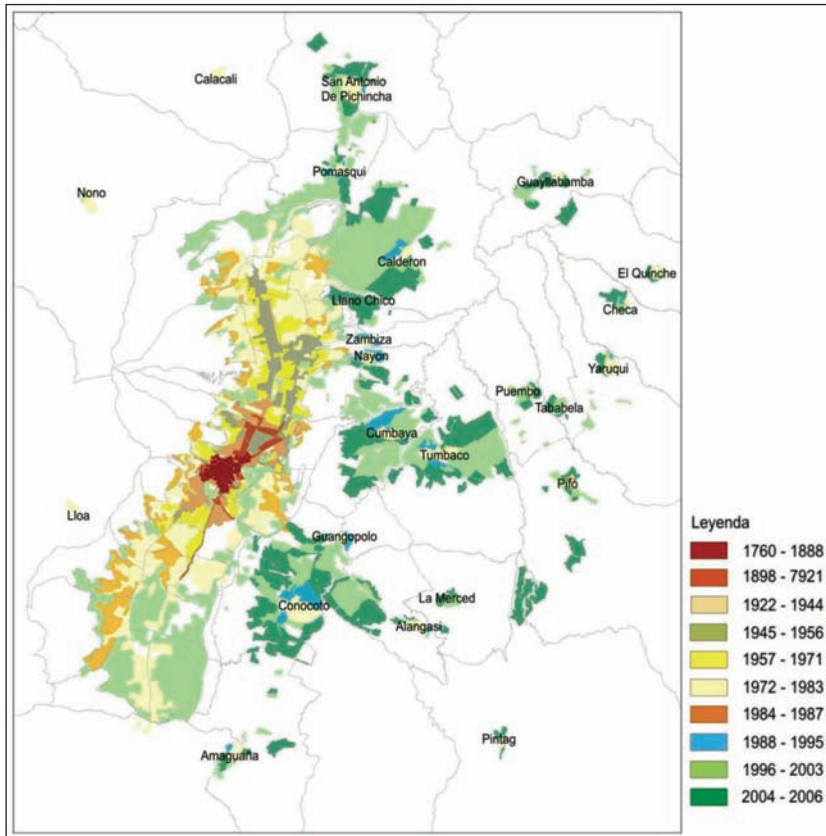 Calacali
San Antonio
De Pichincha
Pomasqui
Guayllabamba
Nono
Calderon
El Quinche
Llano Chico
Checa
Zambiza
Nayon
Yaruqui
Puembo
Tababela
Cumbaya
Tumbaco
Pifo
Lloa
Guangopolo
La Merced
Conocoto
Alangasi
Amaguaña
Pintag
Leyenda
1760 - 1888
1898 - 7921
1922 - 1944
1945 - 1956
1957 - 1971
1972 - 1983
1984 - 1987
1988 - 1995
1996 - 2003
2004 - 2006